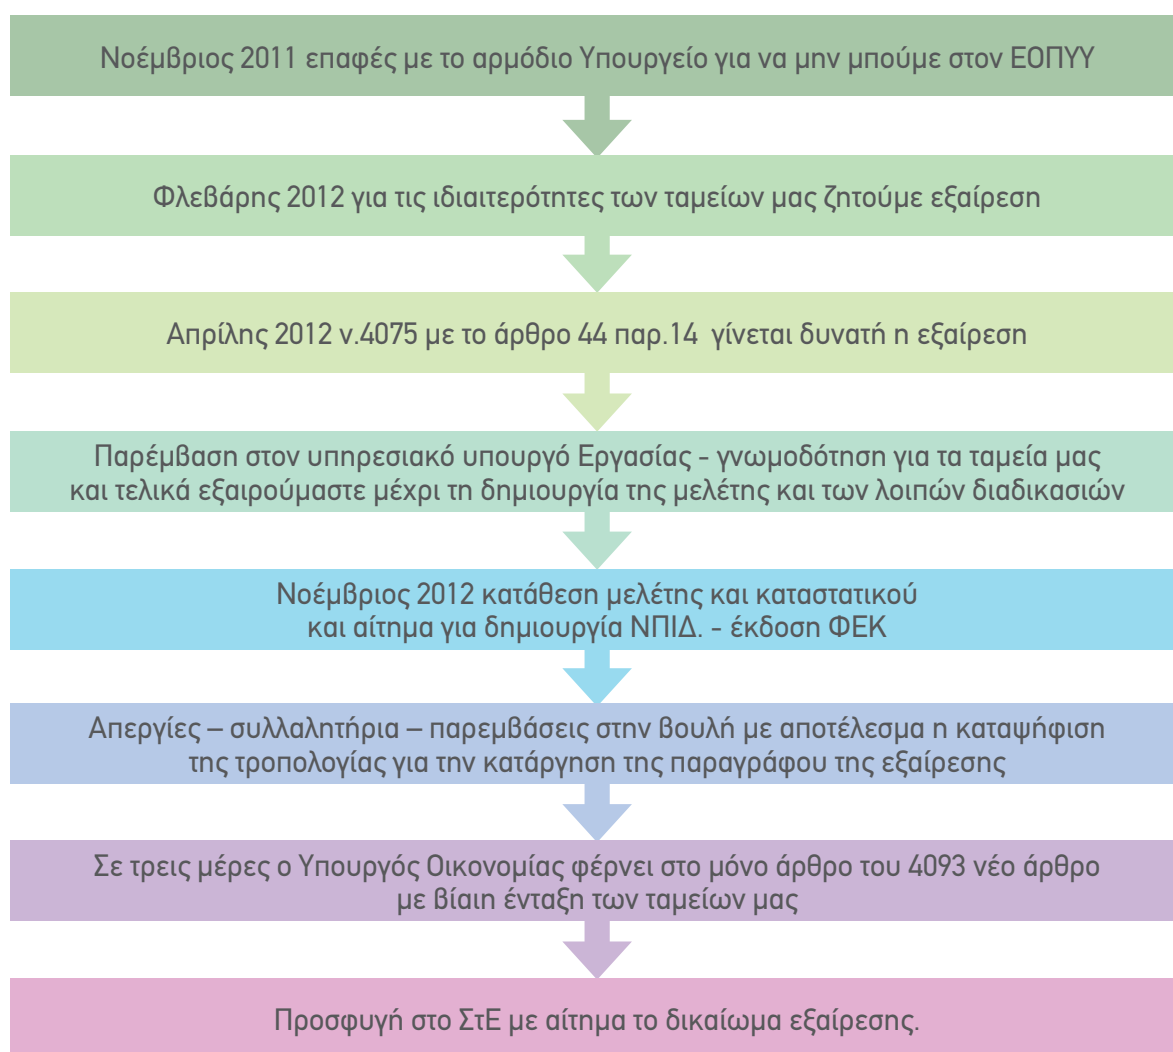 Νοέμβριος 2011 επαφές με το αρμόδιο Υπουργείο για να μην μπούμε στον ΕΟΠΥΥ
Φλεβάρης 2012 για τις ιδιαιτερότητες των ταμείων μας ζητούμε εξαίρεση
Απρίλης 2012 ν.4075 με το άρθρο 44 παρ.14 γίνεται δυνατή η εξαίρεση
Παρέμβαση στον υπηρεσιακό υπουργό Εργασίας - γνωμοδότηση για τα ταμεία μας
και τελικά εξαιρούμαστε μέχρι τη δημιουργία της μελέτης και των λοιπών διαδικασιών
Νοέμβριος 2012 κατάθεση μελέτης και καταστατικού
και αίτημα για δημιουργία ΝΠΙΔ. - έκδοση ΦΕΚ
Απεργίες – συλλαλητήρια – παρεμβάσεις στην βουλή με αποτέλεσμα η καταψήφιση
της τροπολογίας για την κατάργηση της παραγράφου της εξαίρεσης
Σε τρεις μέρες ο Υπουργός Οικονομίας φέρνει στο μόνο άρθρο του 4093 νέο άρθρο
με βίαιη ένταξη των ταμείων μας
Προσφυγή στο ΣτΕ με αίτημα το δικαίωμα εξαίρεσης.